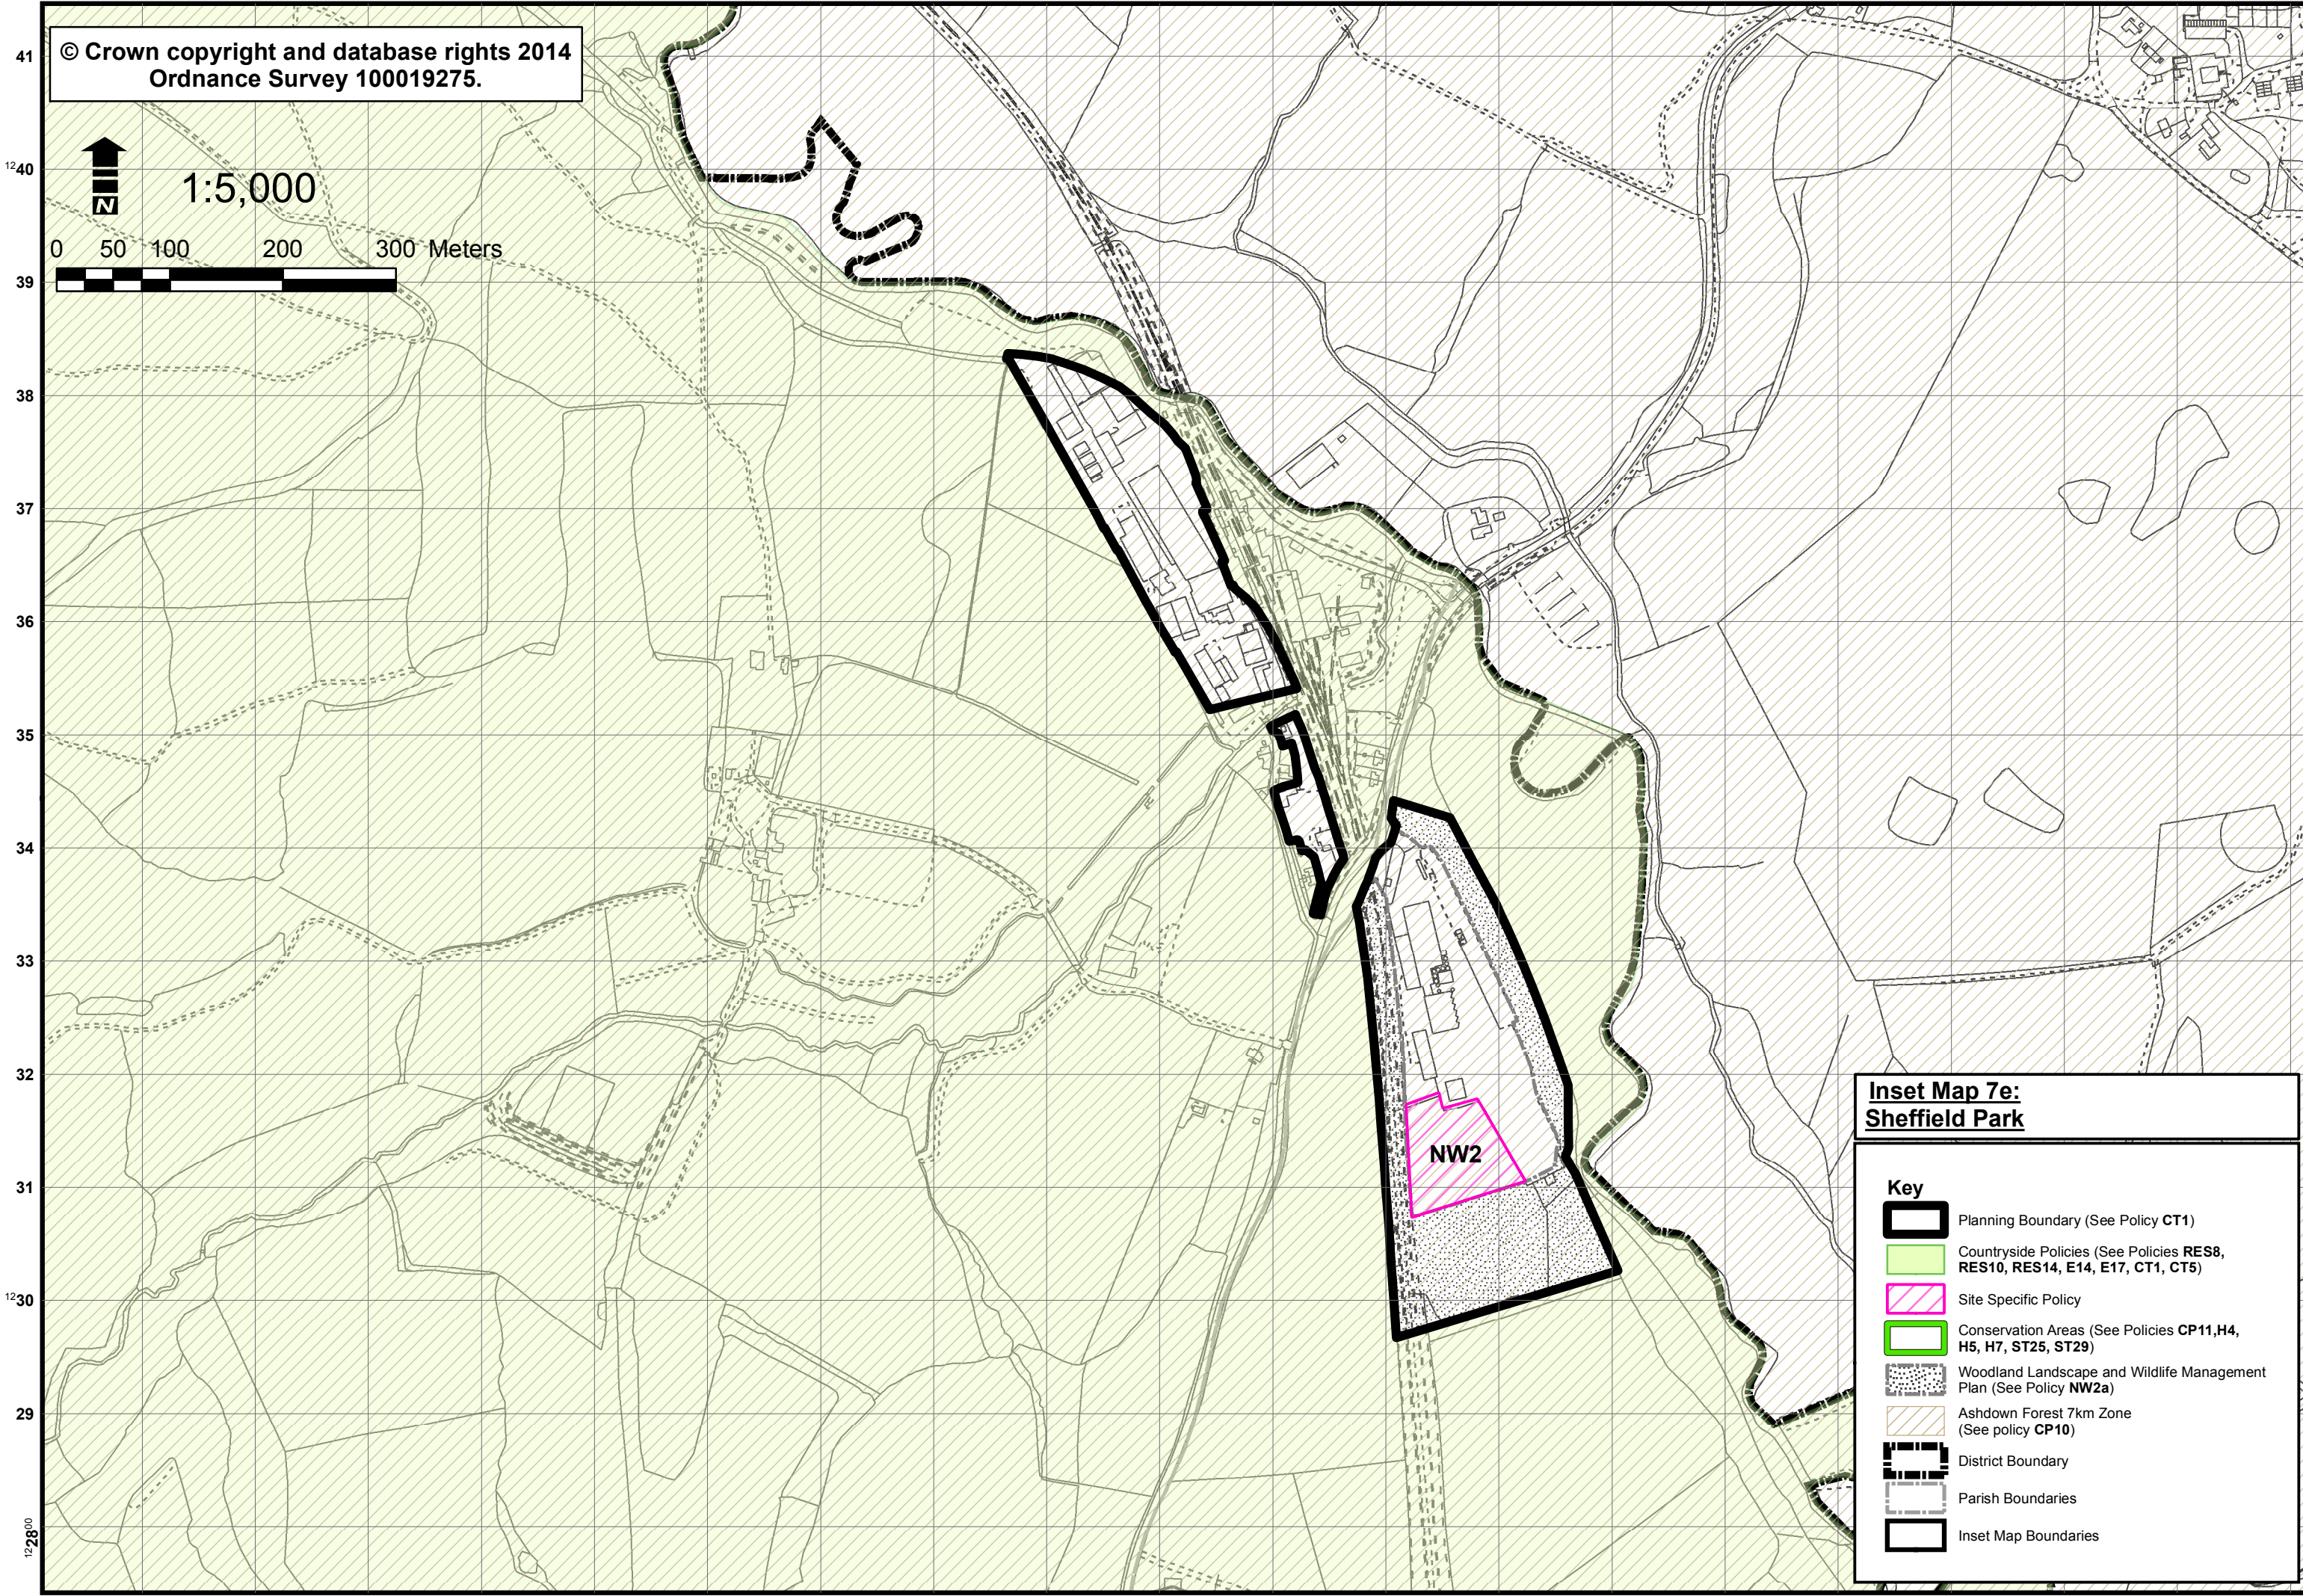 © Crown copyright and database rights 2014
Ordnance Survey 100019275.
N
1:5,000
0 50 100 200 300 Meters
41
1240
39
38
37
36
35
34
33
32
31
1230
29
122800
NW2
Inset Map 7e:
Sheffield Park
Key
Planning Boundary (See Policy CT1)
Countryside Policies (See Policies RES8,
RES10, RES14, E14, E17, CT1, CT5)
Site Specific Policy
Conservation Areas (See Policies CP11,H4,
H5, H7, ST25, ST29)
Woodland Landscape and Wildlife Management
Plan (See Policy NW2a)
Ashdown Forest 7km Zone
(See policy CP10)
District Boundary
Parish Boundaries
Inset Map Boundaries